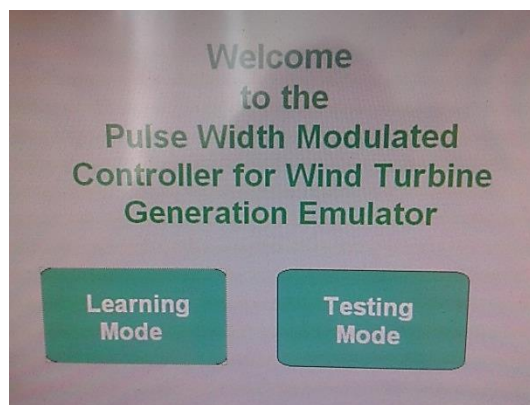 Welcome
to the
Pulse Width Modulated
Controller for Wind Turbine
Generation Emulator
Learning
Mode
Testing
Mode